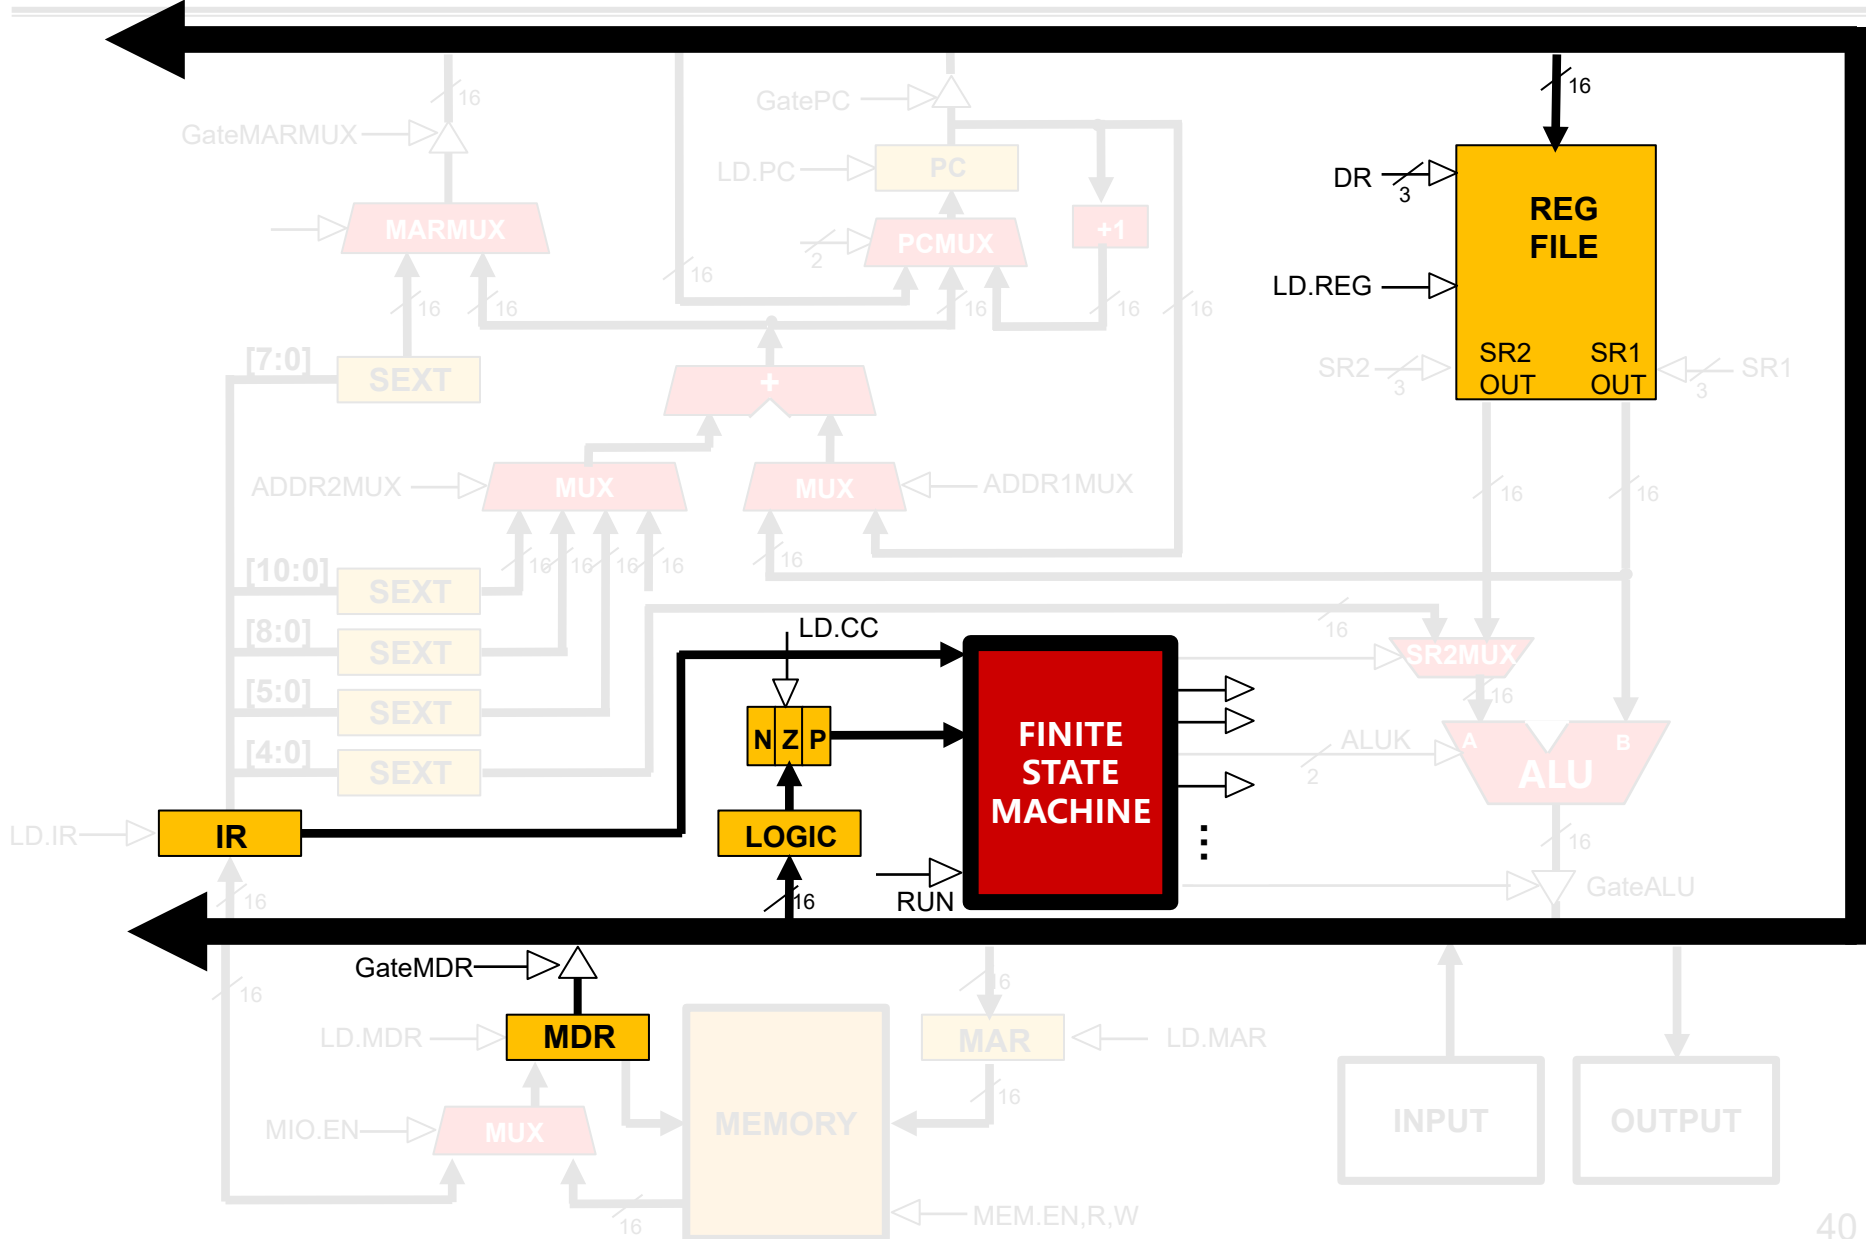 16
16
GatePC
GateMARMUX
LD.PC
PC
DR
3
REG
FILE
MARMUX
2
PCMUX
+1
16
LD.REG
16
16
16
16
16
[7:0]
SEXT
+
SR2
3
SR2
OUT
SR1
OUT
3
SR1
ADDR2MUX
MUX
MUX
ADDR1MUX
16
16
[10:0]
SEXT
16
16
16
16
16
[8:0]
SEXT
LD.CC
16
SR2MUX
[5:0]
SEXT
16
N Z P
FINITE
STATE
MACHINE
ALUK
2
A
B
ALU
[4:0]
SEXT
LD.IR
IR
LOGIC
⋮
16
16
16
RUN
GateALU
GateMDR
16
16
LD.MDR
MDR
MAR
LD.MAR
16
MIO.EN
MUX
MEMORY
INPUT
OUTPUT
16
MEM.EN,R,W
40